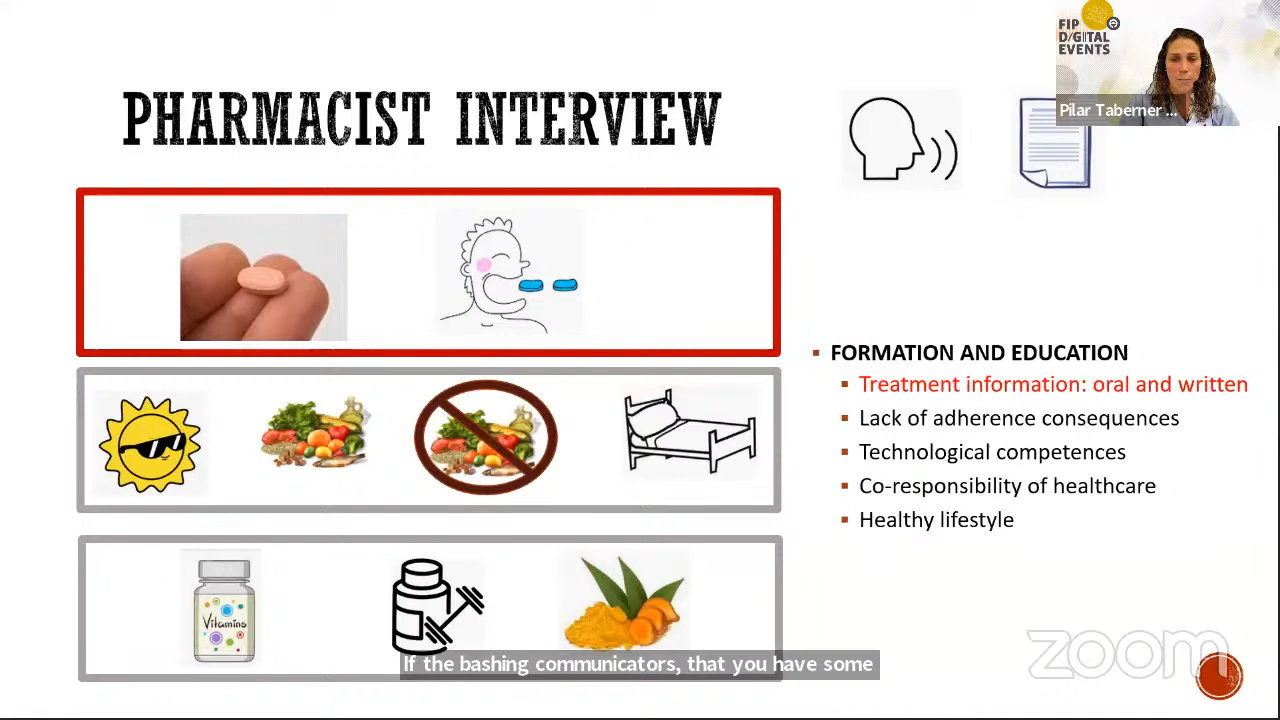 FIP
DIGITAL
EVENTS
Pilar Taberner ...
PHARMACIST INTERVIEW
FORMATION AND EDUCATION
Treatment information: oral and written
Lack of adherence consequences
Technological competences
Co-responsibility of healthcare
Healthy lifestyle
Vitamins
If the bashing communicators, that you have some
zoom